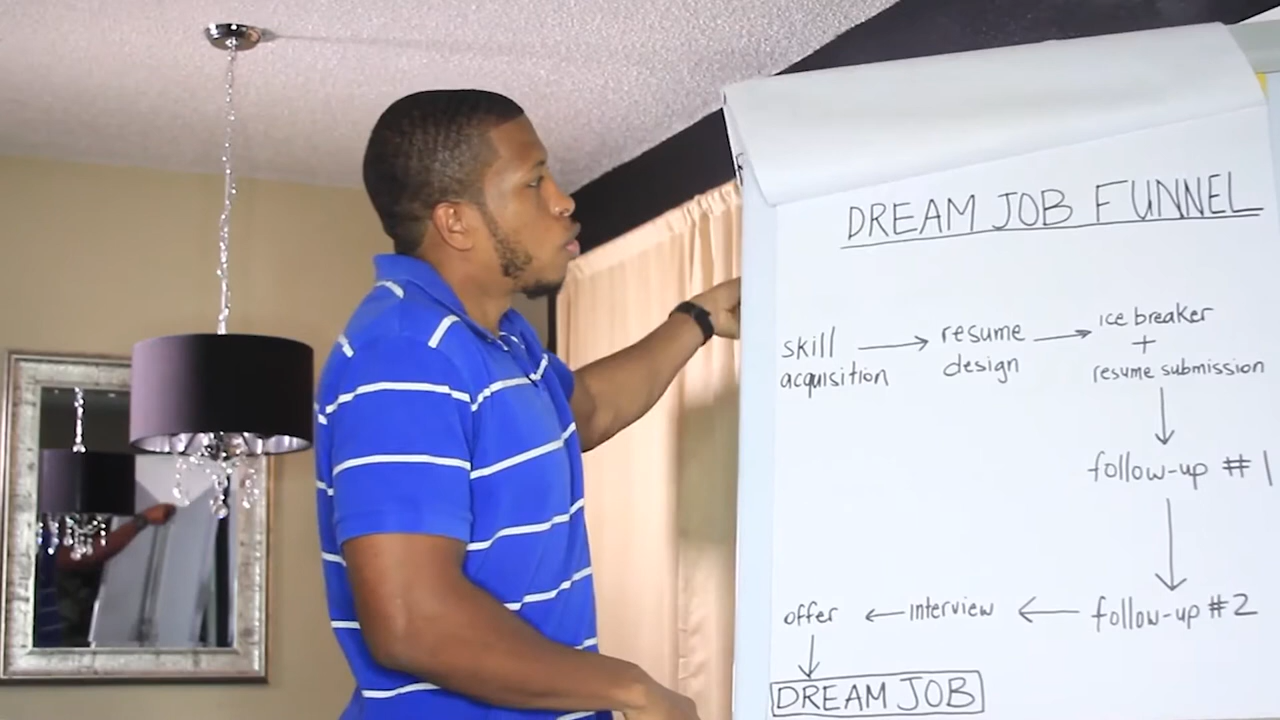 DREAM JOB FUNNEL
skill
acquisition
resume
design
ice breaker
+
resume submission
follow-up #1
follow-up #2
interview
offer
DREAM JOB